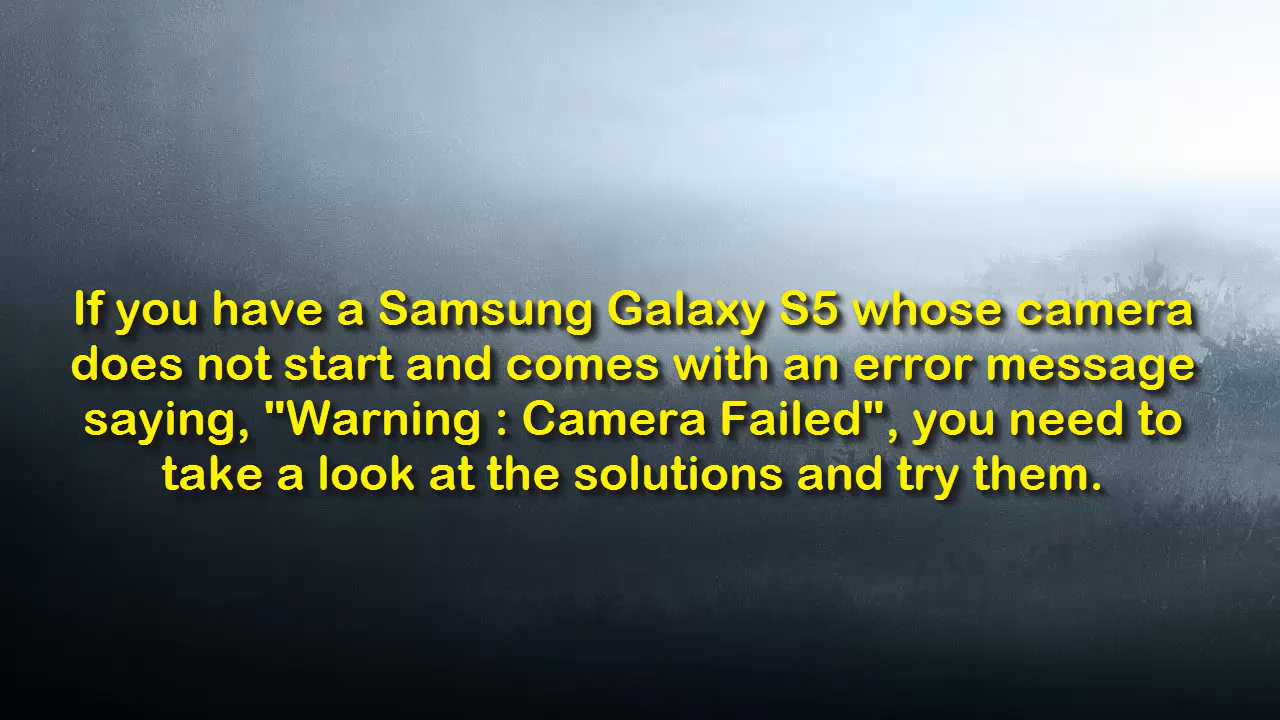 If you have a Samsung Galaxy S5 whose camera
does not start and comes with an error message
saying, "Warning : Camera Failed", you need to
take a look at the solutions and try them.